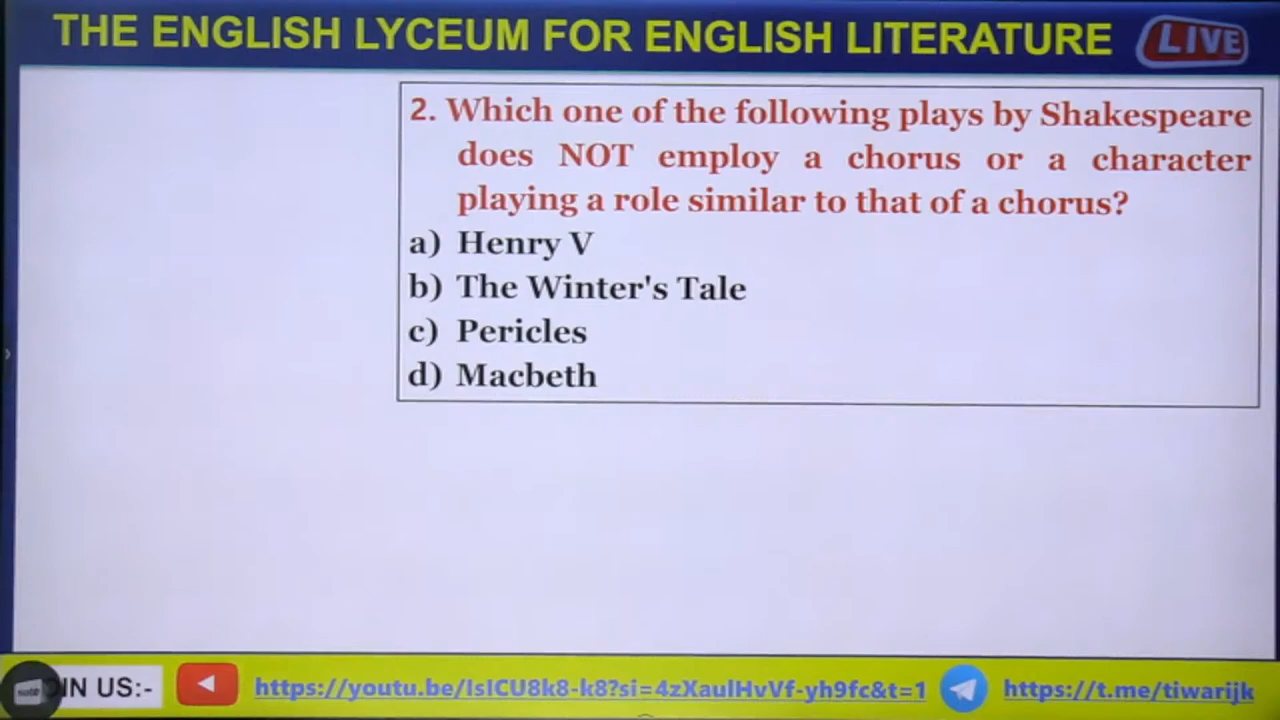 THE ENGLISH LYCEUM FOR ENGLISH LITERATURE LIVE
2. Which one of the following plays by Shakespeare
does NOT employ a chorus or a character
playing a role similar to that of a chorus?
a) Henry V
b) The Winter's Tale
c) Pericles
d) Macbeth
IN US:- https://youtu.be/IsICU8k8-k8?si=4zXauIHvVf-yh9fc&t=1 https://t.me/tiwarijk